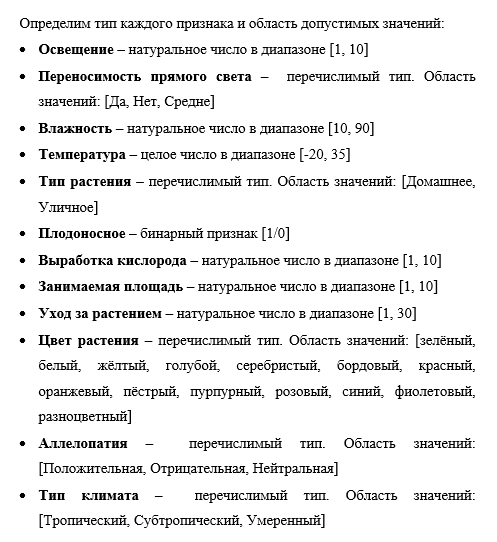 Определим тип каждого признака и область допустимых значений:
• Освещение – натуральное число в диапазоне [1, 10]
• Переносимость прямого света – перечислимый тип. Область
значений: [Да, Нет, Средне]
• Влажность – натуральное число в диапазоне [10, 90]
• Температура – целое число в диапазоне [-20, 35]
• Тип растения – перечислимый тип. Область значений: [Домашнее,
Уличное]
• Плодоносное – бинарный признак [1/0]
• Выработка кислорода – натуральное число в диапазоне [1, 10]
• Занимаемая площадь – натуральное число в диапазоне [1, 10]
• Уход за растением – натуральное число в диапазоне [1, 30]
• Цвет растения – перечислимый тип. Область значений: [зелёный,
белый, жёлтый, голубой, серебристый, бордовый, красный,
оранжевый, пёстрый, пурпурный, розовый, синий, фиолетовый,
разноцветный]
• Аллелопатия – перечислимый тип. Область значений:
[Положительная, Отрицательная, Нейтральная]
• Тип климата – перечислимый тип. Область значений:
[Тропический, Субтропический, Умеренный]